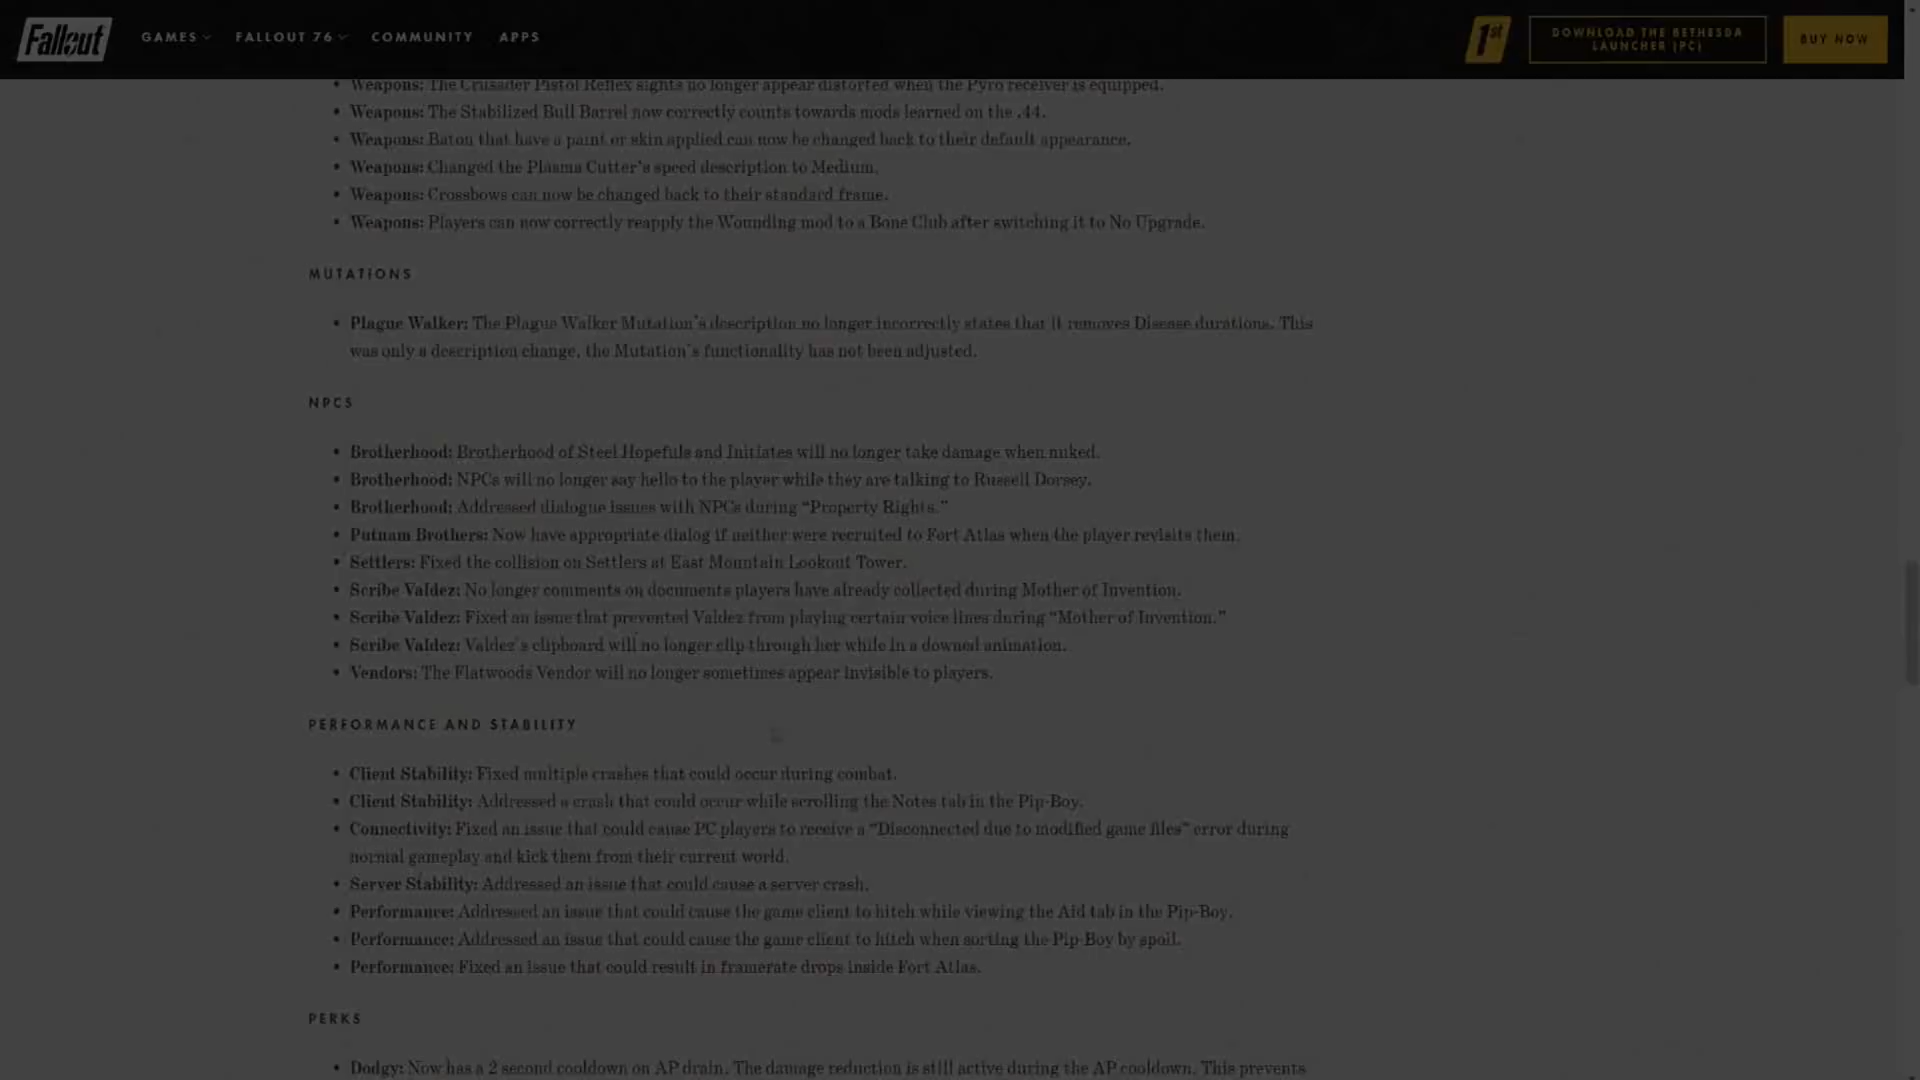 Fallout GAMES FALLOUT 76 COMMUNITY APPS 1st DOWNLOAD THE BETHESDA LAUNCHER (PC) BUY NOW
• Weapons: The Crusader Pistol Reflex sights no longer appear distorted when the Pyro receiver is equipped.
• Weapons: The Stabilized Bull Barrel now correctly counts towards mods learned on the .44.
• Weapons: Baton that have a paint or skin applied can now be changed back to their default appearance.
• Weapons: Changed the Plasma Cutter's speed description to Medium.
• Weapons: Crossbows can now be changed back to their standard frame.
• Weapons: Players can now correctly reapply the Wounding mod to a Bone Club after switching it to No Upgrade.
MUTATIONS
• Plague Walker: The Plague Walker Mutation's description no longer incorrectly states that it removes Disease durations. This
was only a description change, the Mutation's functionality has not been adjusted.
NPCS
• Brotherhood: Brotherhood of Steel Hopefuls and Initiates will no longer take damage when nuked.
• Brotherhood: NPCs will no longer say hello to the player while they are talking to Russell Dorsey.
• Brotherhood: Addressed dialogue issues with NPCs during “Property Rights.”
• Putnam Brothers: Now have appropriate dialog if neither were recruited to Fort Atlas when the player revisits them.
• Settlers: Fixed the collision on Settlers at East Mountain Lookout Tower.
• Scribe Valdez: No longer comments on documents players have already collected during Mother of Invention.
• Scribe Valdez: Fixed an issue that prevented Valdez from playing certain voice lines during “Mother of Invention.”
• Scribe Valdez: Valdez's clipboard will no longer clip through her while in a downed animation.
• Vendors: The Flatwoods Vendor will no longer sometimes appear invisible to players.
PERFORMANCE AND STABILITY
• Client Stability: Fixed multiple crashes that could occur during combat.
• Client Stability: Addressed a crash that could occur while scrolling the Notes tab in the Pip-Boy.
• Connectivity: Fixed an issue that could cause PC players to receive a “Disconnected due to modified game files” error during
normal gameplay and kick them from their current world.
• Server Stability: Addressed an issue that could cause a server crash.
• Performance: Addressed an issue that could cause the game client to hitch while viewing the Aid tab in the Pip-Boy.
• Performance: Addressed an issue that could cause the game client to hitch when sorting the Pip-Boy by spoil.
• Performance: Fixed an issue that could result in framerate drops inside Fort Atlas.
PERKS
• Dodgy: Now has a 2 second cooldown on AP drain. The damage reduction is still active during the AP cooldown. This prevents